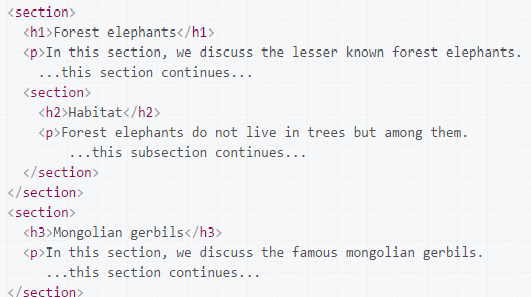 <section>
<h1>Forest elephants</h1>
<p>In this section, we discuss the lesser known forest elephants.
...this section continues...
<section>
<h2>Habitat</h2>
<p>Forest elephants do not live in trees but among them.
...this subsection continues...
</section>
</section>
<section>
<h3>Mongolian gerbils</h3>
<p>In this section, we discuss the famous mongolian gerbils.
...this section continues...
</section>